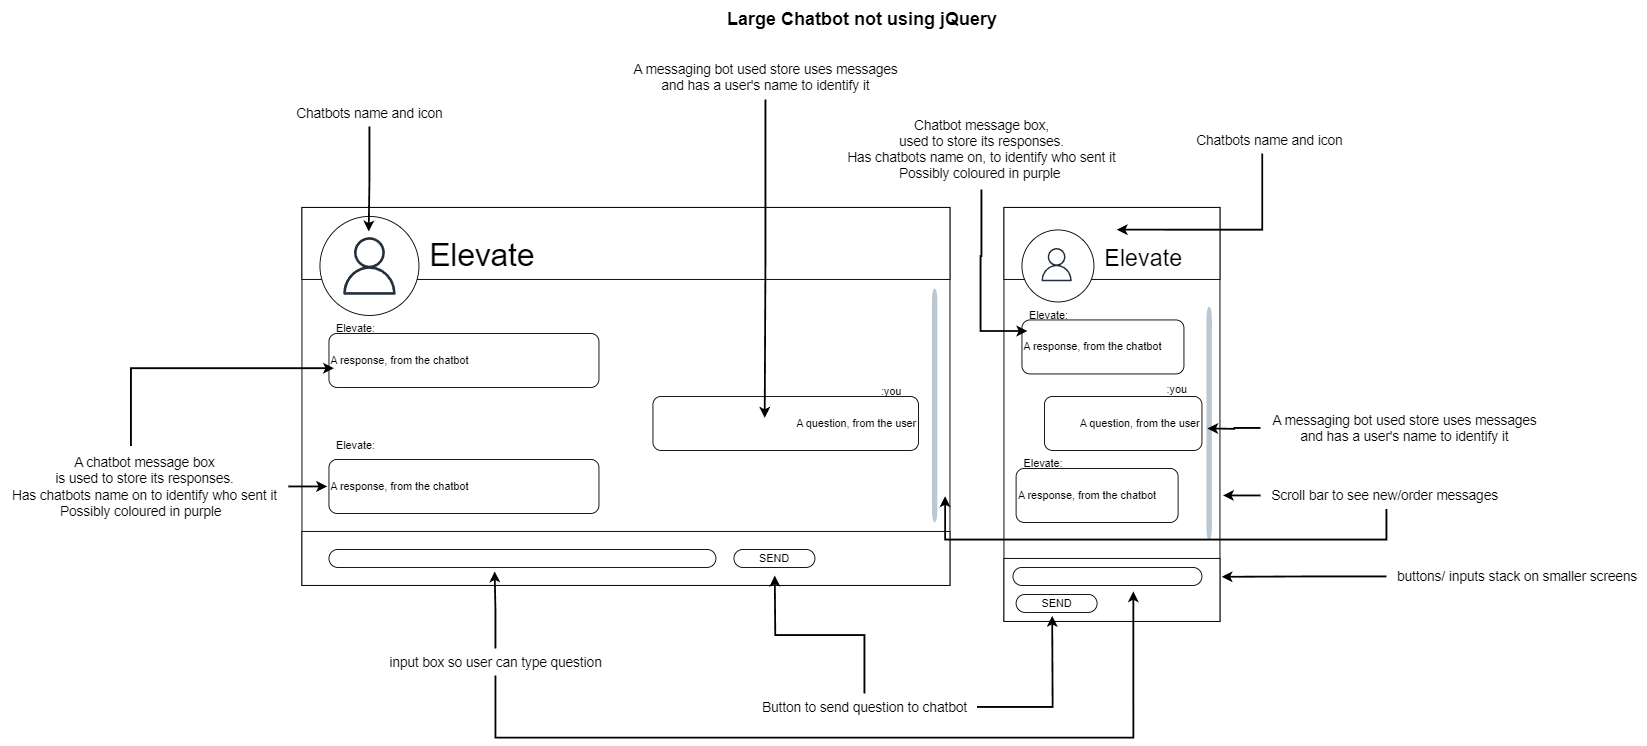 Large Chatbot not using jQuery
A messaging bot used store uses messages
and has a user's name to identify it
Chatbots name and icon
Chatbot message box,
used to store its responses.
Has chatbots name on, to identify who sent it
Possibly coloured in purple
Chatbots name and icon
Elevate
Elevate:
A response, from the chatbot
:you
A question, from the user
Elevate:
A response, from the chatbot
SEND
A chatbot message box
is used to store its responses.
Has chatbots name on to identify who sent it
Possibly coloured in purple
Elevate
Elevate:
A response, from the chatbot
:you
A question, from the user
Elevate:
A response, from the chatbot
SEND
A messaging bot used store uses messages
and has a user's name to identify it
Scroll bar to see new/order messages
buttons/ inputs stack on smaller screens
input box so user can type question
Button to send question to chatbot